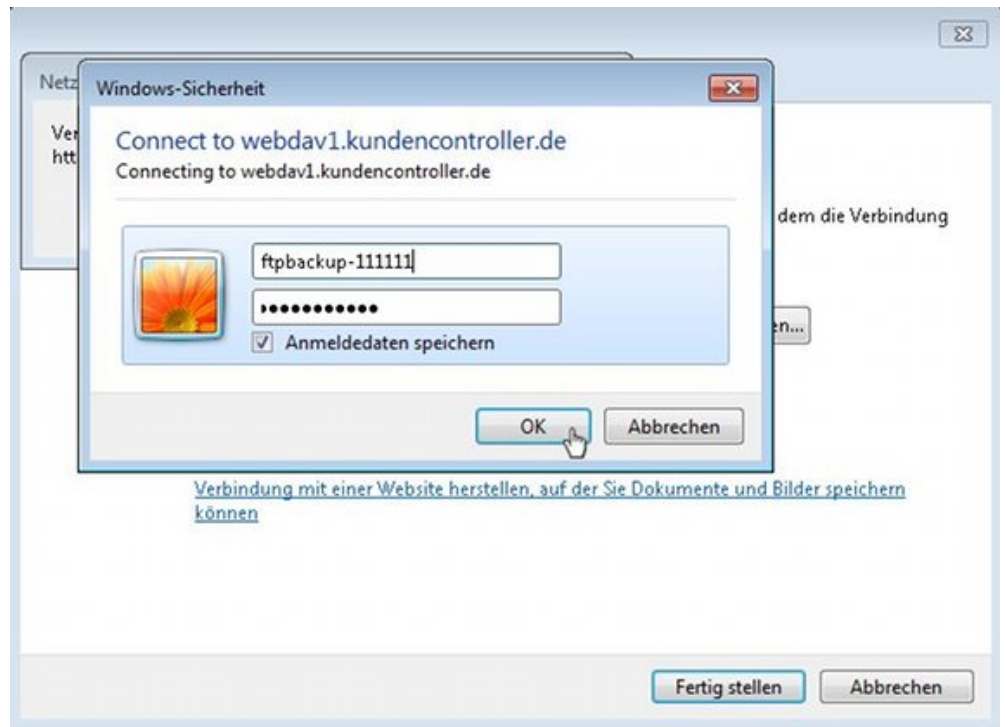 Netz
Windows-Sicherheit
Ver
htt
Connect to webdav1.kundencontroller.de
Connecting to webdav1.kundencontroller.de
dem die Verbindung
ftpbackup-111111
●●●●●●●●●●●●
en...
Anmeldedaten speichern
OK
Abbrechen
Verbindung mit einer Website herstellen, auf der Sie Dokumente und Bilder speichern
können
Fertig stellen
Abbrechen